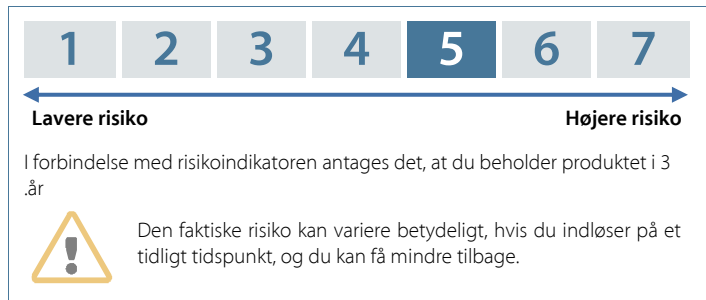 1 2 3 4 5 6 7
Lavere risiko Højere risiko
I forbindelse med risikoindikatoren antages det, at du beholder produktet i 3
.år
Den faktiske risiko kan variere betydeligt, hvis du indløser på et
tidligt tidspunkt, og du kan få mindre tilbage.